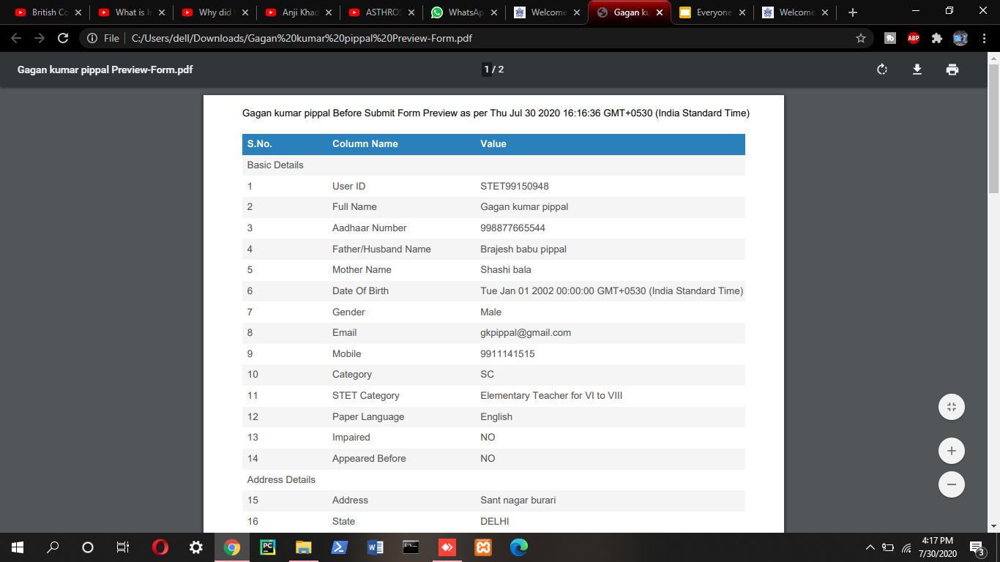 British Co
What is I
Why did
Anji Khad
ASTHROS
WhatsAp
Welcome
Gagan ku
Everyone
Welcome
File C:/Users/dell/Downloads/Gagan%20kumar%20pippal%20Preview-Form.pdf
ABP
Gagan kumar pippal Preview-Form.pdf 1 / 2
Gagan kumar pippal Before Submit Form Preview as per Thu Jul 30 2020 16:16:36 GMT+0530 (India Standard Time)
S.No. Column Name Value
Basic Details
1 User ID STET99150948
2 Full Name Gagan kumar pippal
3 Aadhaar Number 998877665544
4 Father/Husband Name Brajesh babu pippal
5 Mother Name Shashi bala
6 Date Of Birth Tue Jan 01 2002 00:00:00 GMT+0530 (India Standard Time)
7 Gender Male
8 Email gkpippal@gmail.com
9 Mobile 9911141515
10 Category SC
11 STET Category Elementary Teacher for VI to VIII
12 Paper Language English
13 Impaired NO
14 Appeared Before NO
Address Details
15 Address Sant nagar burari
16 State DELHI
PC
4:17 PM
7/30/2020
3